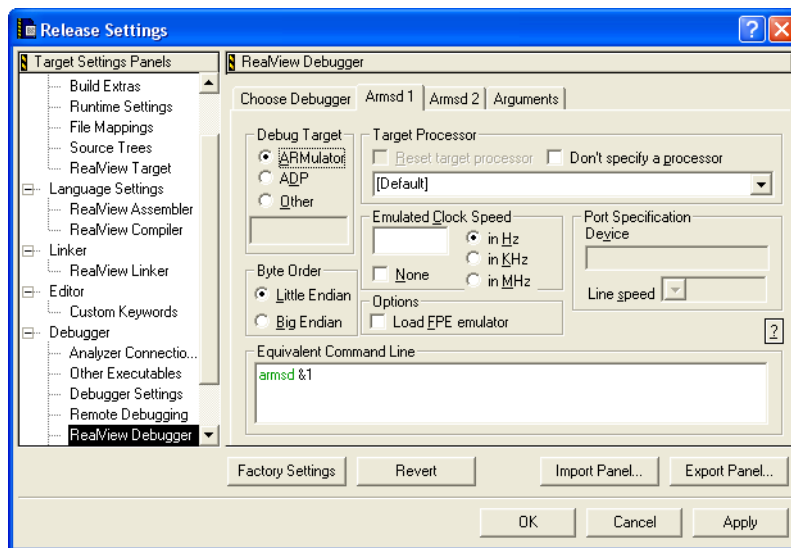 Release Settings
Target Settings Panels
Build Extras
Runtime Settings
File Mappings
Source Trees
RealView Target
Language Settings
RealView Assembler
RealView Compiler
Linker
RealView Linker
Editor
Custom Keywords
Debugger
Analyzer Connectio...
Other Executables
Debugger Settings
Remote Debugging
RealView Debugger
RealView Debugger
Choose Debugger Armsd 1 Armsd 2 Arguments
Debug Target
ARMulator
ADP
Other
Target Processor
Reset target processor Don't specify a processor
[Default]
Emulated Clock Speed
in Hz
in KHz
in MHz
None
Port Specification
Device
Line speed
Byte Order
Little Endian
Big Endian
Options
Load FPE emulator
?
Equivalent Command Line
armsd &1
Factory Settings Revert Import Panel... Export Panel...
OK Cancel Apply